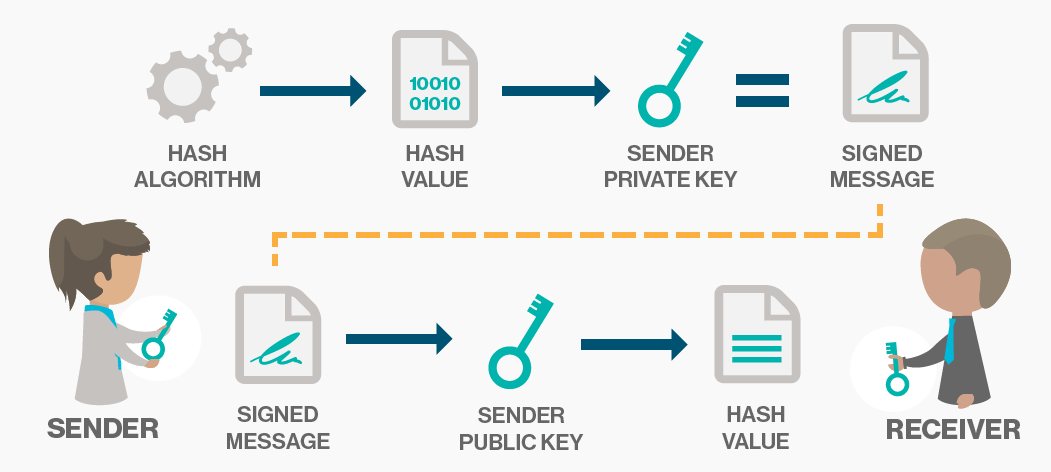 HASH
ALGORITHM
10010
01010
HASH
VALUE
SENDER
PRIVATE KEY
SIGNED
MESSAGE
SENDER
SIGNED
MESSAGE
SENDER
PUBLIC KEY
HASH
VALUE
RECEIVER